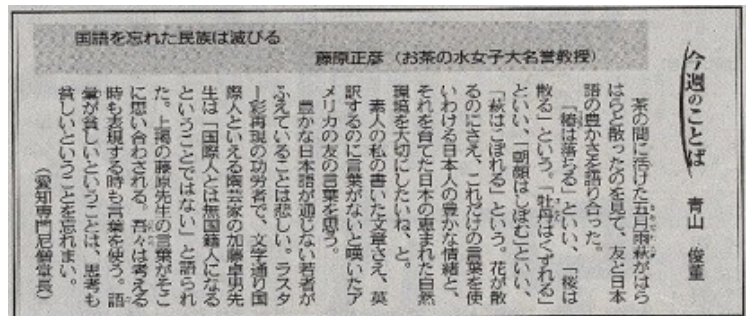 今週のことば
青山 俊董
国語を忘れた民族は滅びる
藤原正彦（お茶の水女子大名誉教授）
茶の間に活けた五月雨萩がはら
はらと散ったのを見て、友と日本
語の豊かさを語り合った。
「椿は落ちる」といい、「桜は
散る」という。「牡丹はくずれる」
といい、「朝顔はしぼむ」といい、
「萩はこぼれる」という。花が散
るのにさえ、これだけの言葉を使
いわける日本人の豊かな情緒と、
それを育てた日本の恵まれた自然
環境を大切にしたいね、と。
素人の私の書いた文章さえ、英
訳するのに言葉がないと嘆いたア
メリカの友の言葉を思う。
豊かな日本語が通じない若者が
ふえていることは悲しい。ラスタ
ー彩再現の功労者で、文字通り国
際人といえる陶芸家の加藤卓男先
生は「国際人とは無国籍人になる
ということではない」と語られ
た。上掲の藤原先生の言葉がそこ
に思い合わされる。吾々は考える
時も表現する時も言葉を使う。語
彙が貧しいということは、思考も
貧しいということを忘れまい。
（愛知専門尼僧堂長）